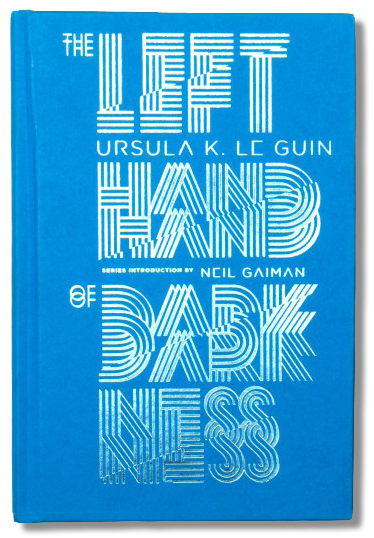 THE LEFT
URSULA K. LE GUIN
HAND
SERIES INTRODUCTION BY NEIL GAIMAN
OF DARK
NESS